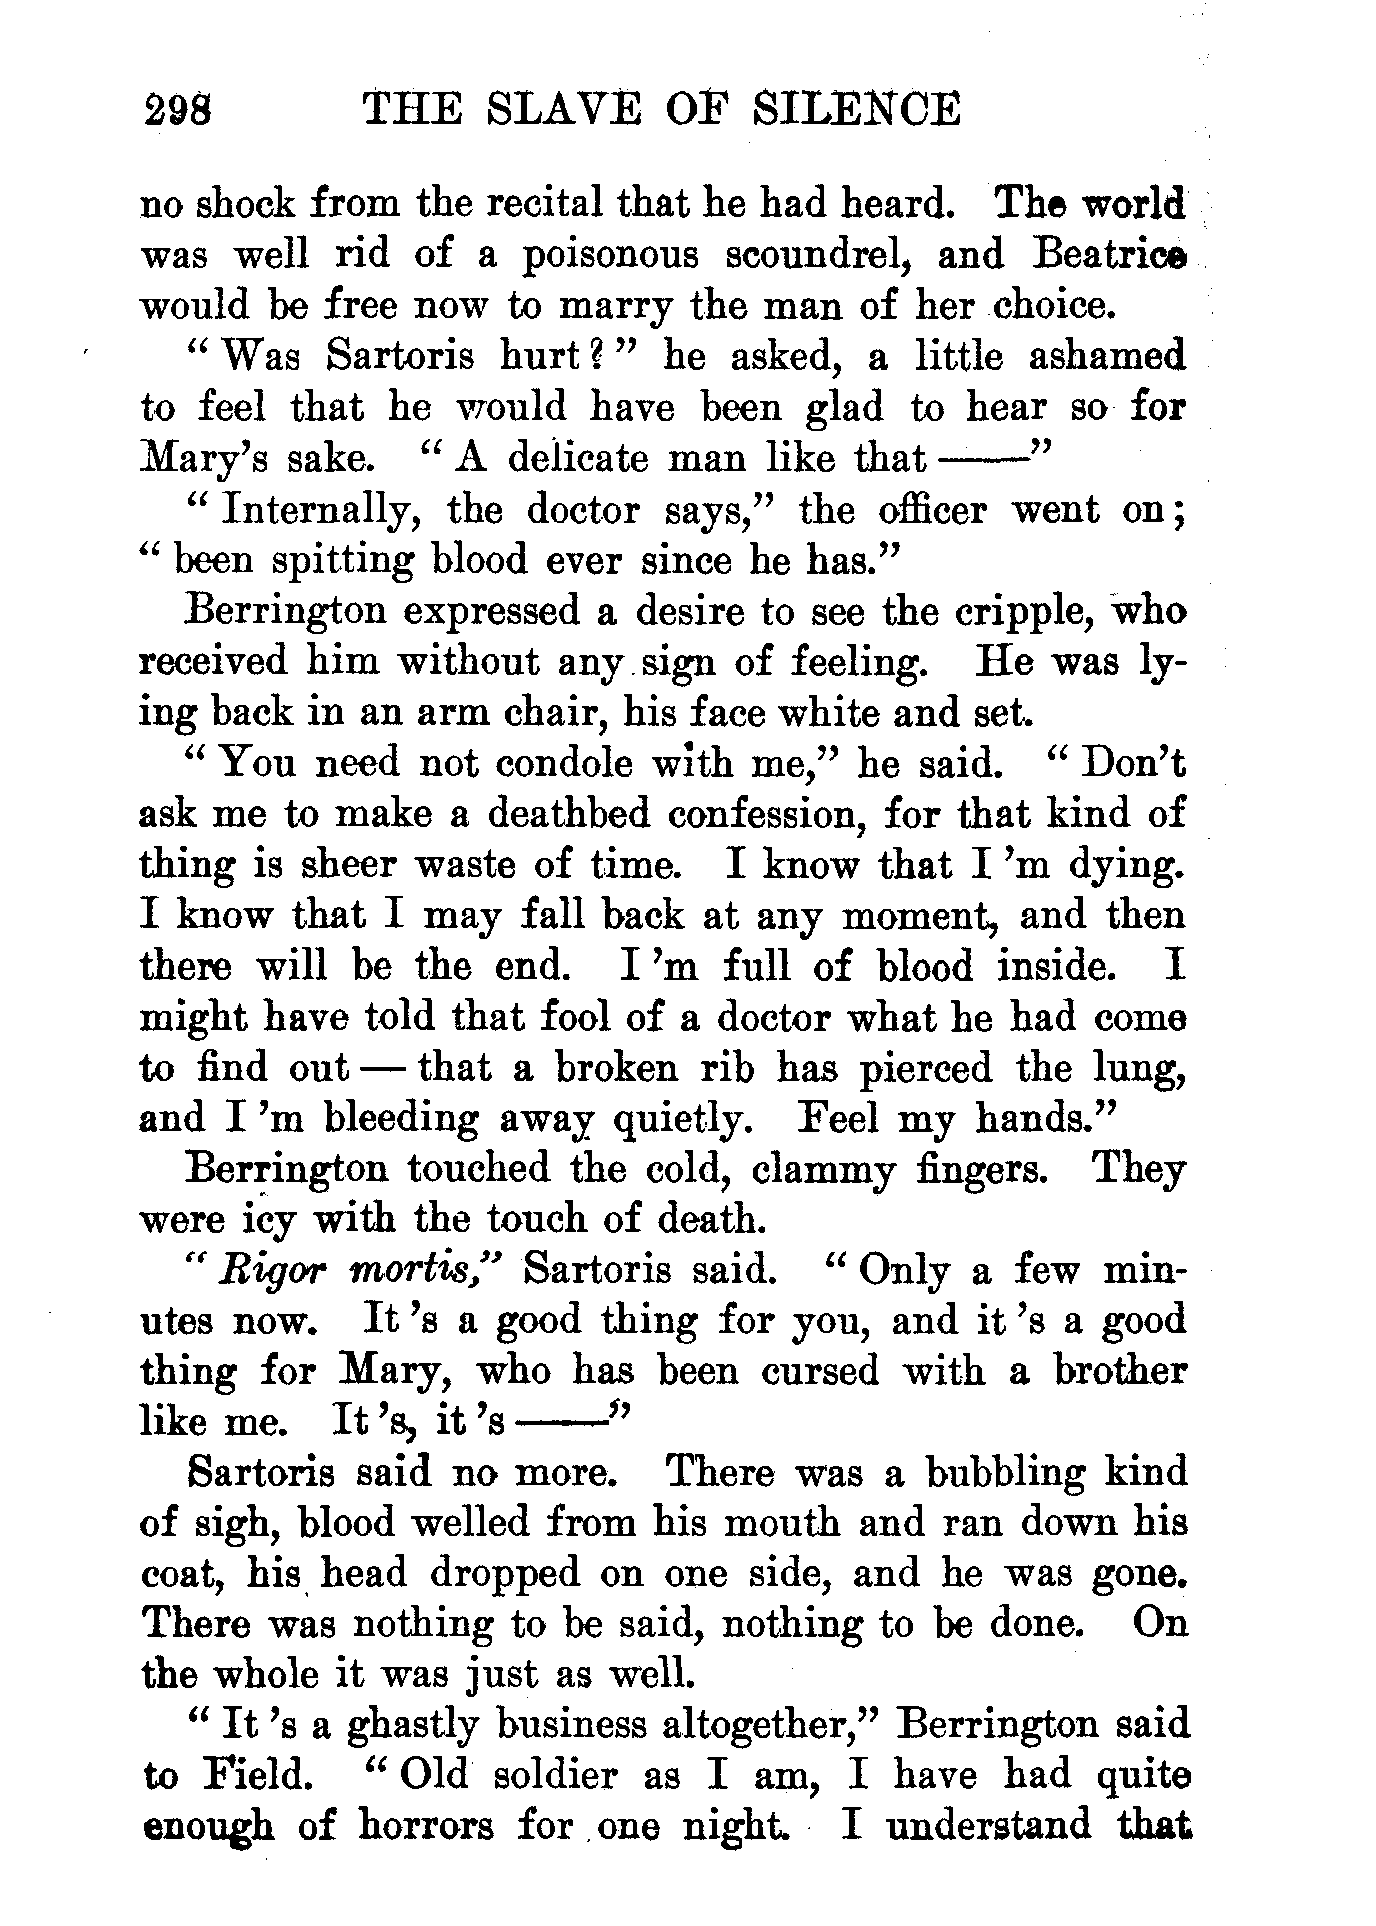 298 THE SLAVE OF SILENCE
no shock from the recital that he had heard. The world
was well rid of a poisonous scoundrel, and Beatrice
would be free now to marry the man of her choice.
“Was Sartoris hurt?” he asked, a little ashamed
to feel that he would have been glad to hear so for
Mary’s sake. “A delicate man like that ——”
“Internally, the doctor says,” the officer went on;
“been spitting blood ever since he has.”
Berrington expressed a desire to see the cripple, who
received him without any sign of feeling. He was ly-
ing back in an arm chair, his face white and set.
“You need not condole with me,” he said. “Don’t
ask me to make a deathbed confession, for that kind of
thing is sheer waste of time. I know that I ’m dying.
I know that I may fall back at any moment, and then
there will be the end. I ’m full of blood inside. I
might have told that fool of a doctor what he had come
to find out — that a broken rib has pierced the lung,
and I ’m bleeding away quietly. Feel my hands.”
Berrington touched the cold, clammy fingers. They
were icy with the touch of death.
“Rigor mortis,” Sartoris said. “Only a few min-
utes now. It ’s a good thing for you, and it ’s a good
thing for Mary, who has been cursed with a brother
like me. It ’s, it ’s ——”
Sartoris said no more. There was a bubbling kind
of sigh, blood welled from his mouth and ran down his
coat, his head dropped on one side, and he was gone.
There was nothing to be said, nothing to be done. On
the whole it was just as well.
“It ’s a ghastly business altogether,” Berrington said
to Field. “Old soldier as I am, I have had quite
enough of horrors for one night. I understand that